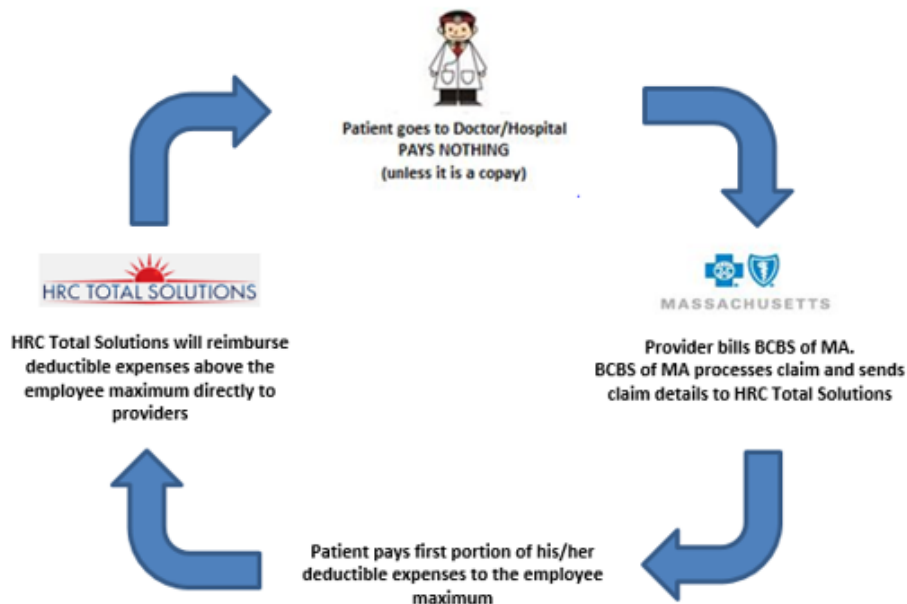 Patient goes to Doctor/Hospital
PAYS NOTHING
(unless it is a copay)
MASSACHUSETTS
Provider bills BCBS of MA.
BCBS of MA processes claim and sends
claim details to HRC Total Solutions
Patient pays first portion of his/her
deductible expenses to the employee
maximum
HRC TOTAL SOLUTIONS
HRC Total Solutions will reimburse
deductible expenses above the
employee maximum directly to
providers